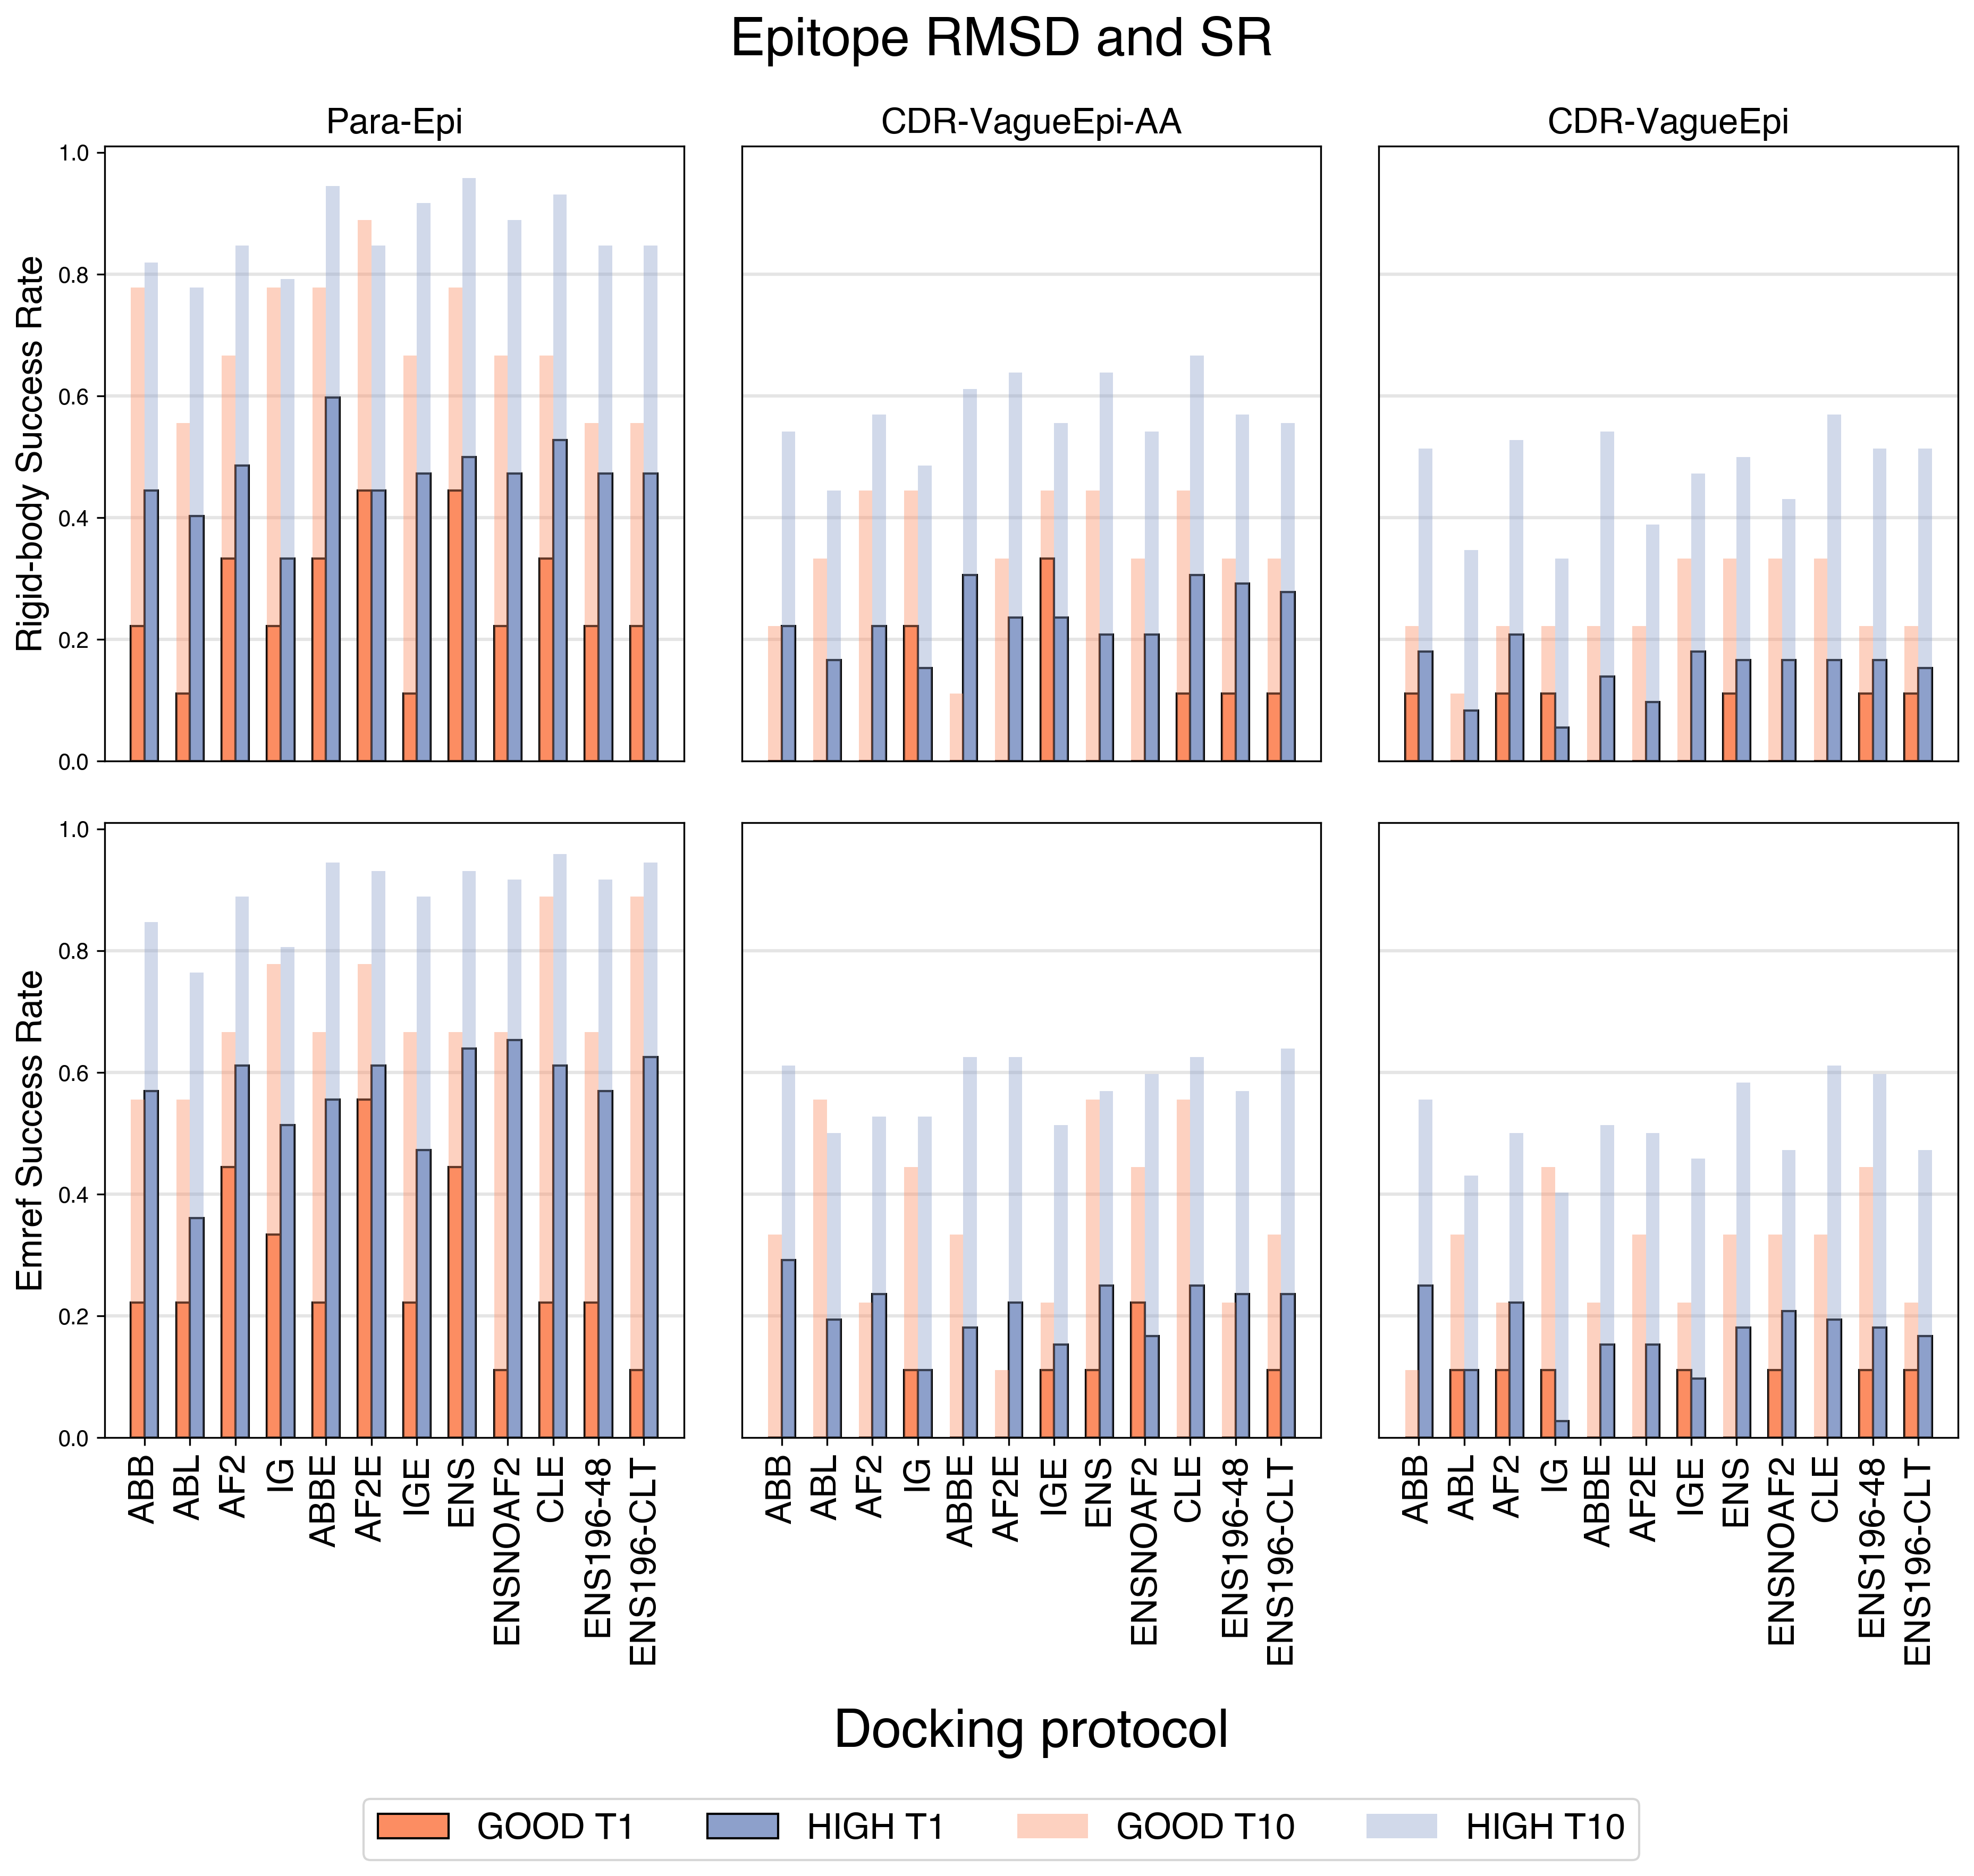 Epitope RMSD and SR
Para-Epi
CDR-VagueEpi-AA
CDR-VagueEpi
Rigid-body Success Rate
1.0
0.8
0.6
0.4
0.2
0.0
Emref Success Rate
1.0
0.8
0.6
0.4
0.2
0.0
ABB
ABL
AF2
IG
ABBE
AF2E
IGE
ENS
ENSNOAF2
CLE
ENS196-48
ENS196-CLT
ABB
ABL
AF2
IG
ABBE
AF2E
IGE
ENS
ENSNOAF2
CLE
ENS196-48
ENS196-CLT
ABB
ABL
AF2
IG
ABBE
AF2E
IGE
ENS
ENSNOAF2
CLE
ENS196-48
ENS196-CLT
Docking protocol
GOOD T1
HIGH T1
GOOD T10
HIGH T10